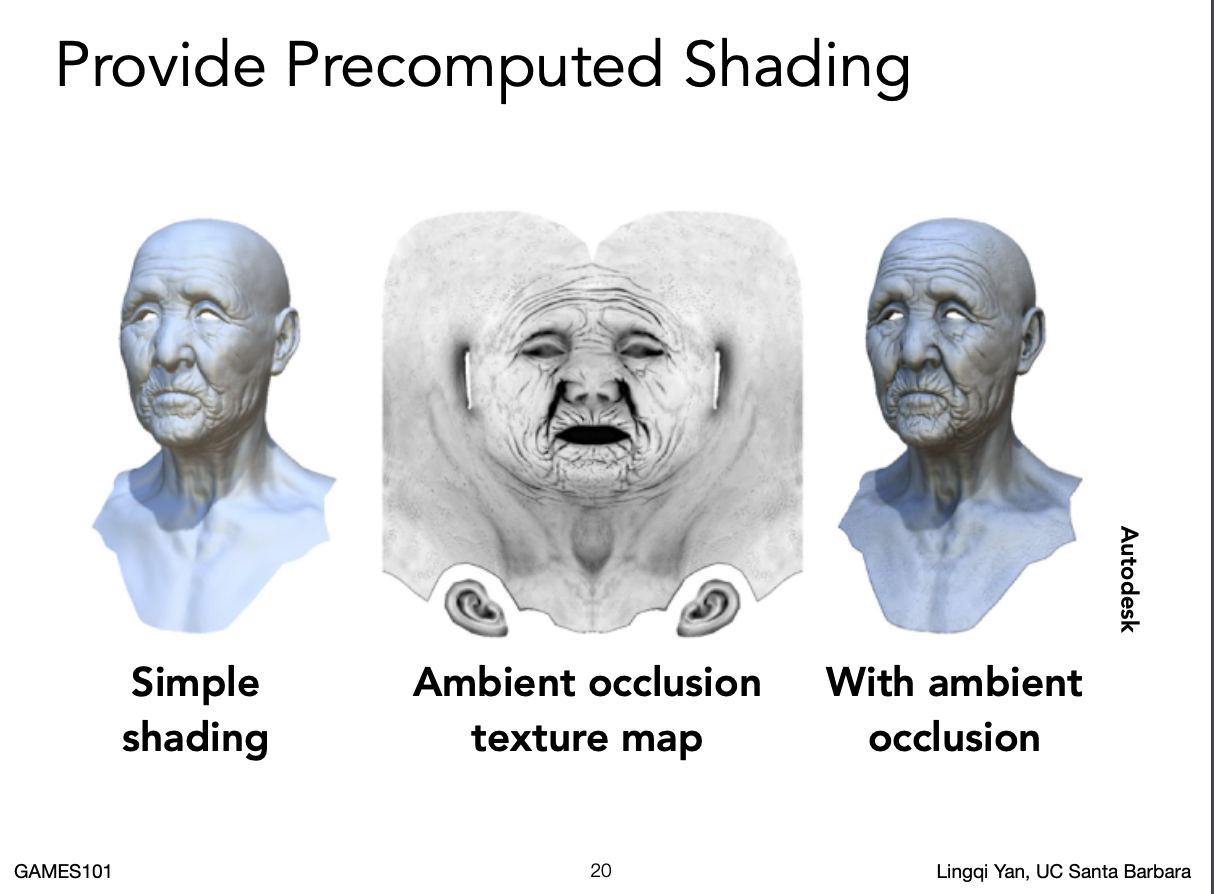 Provide Precomputed Shading
Autodesk
Simple
shading
Ambient occlusion
texture map
With ambient
occlusion
GAMES101
20
Lingqi Yan, UC Santa Barbara